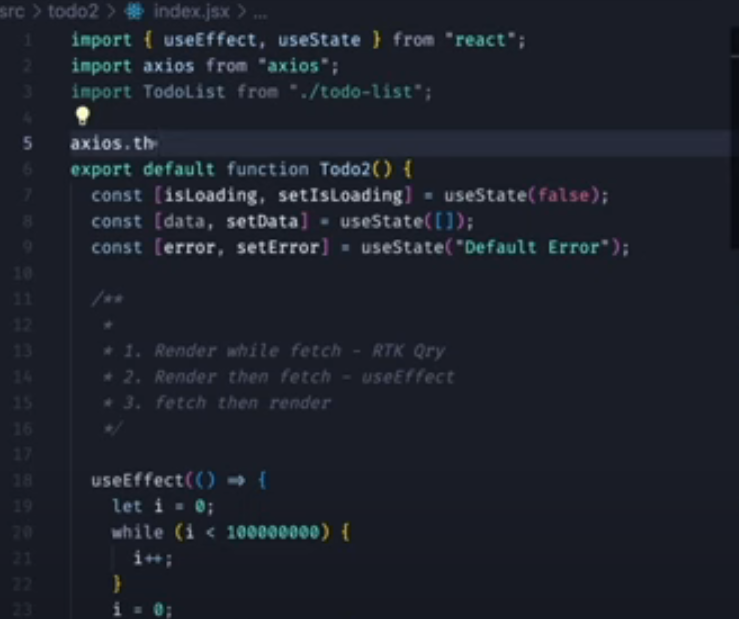 src > todo2 > index.jsx > ...
1 import { useEffect, useState } from "react";
2 import axios from "axios";
3 import TodoList from "./todo-list";
4
5 axios.th
6 export default function Todo2() {
7 const [isLoading, setIsLoading] = useState(false);
8 const [data, setData] = useState([]);
9 const [error, setError] = useState("Default Error");
10
11 /**
12 *
13 * 1. Render while fetch - RTK Qry
14 * 2. Render then fetch - useEffect
15 * 3. fetch then render
16 */
17
18 useEffect(() => {
19 let i = 0;
20 while (i < 100000000) {
21 i++;
22 }
23 i = 0;